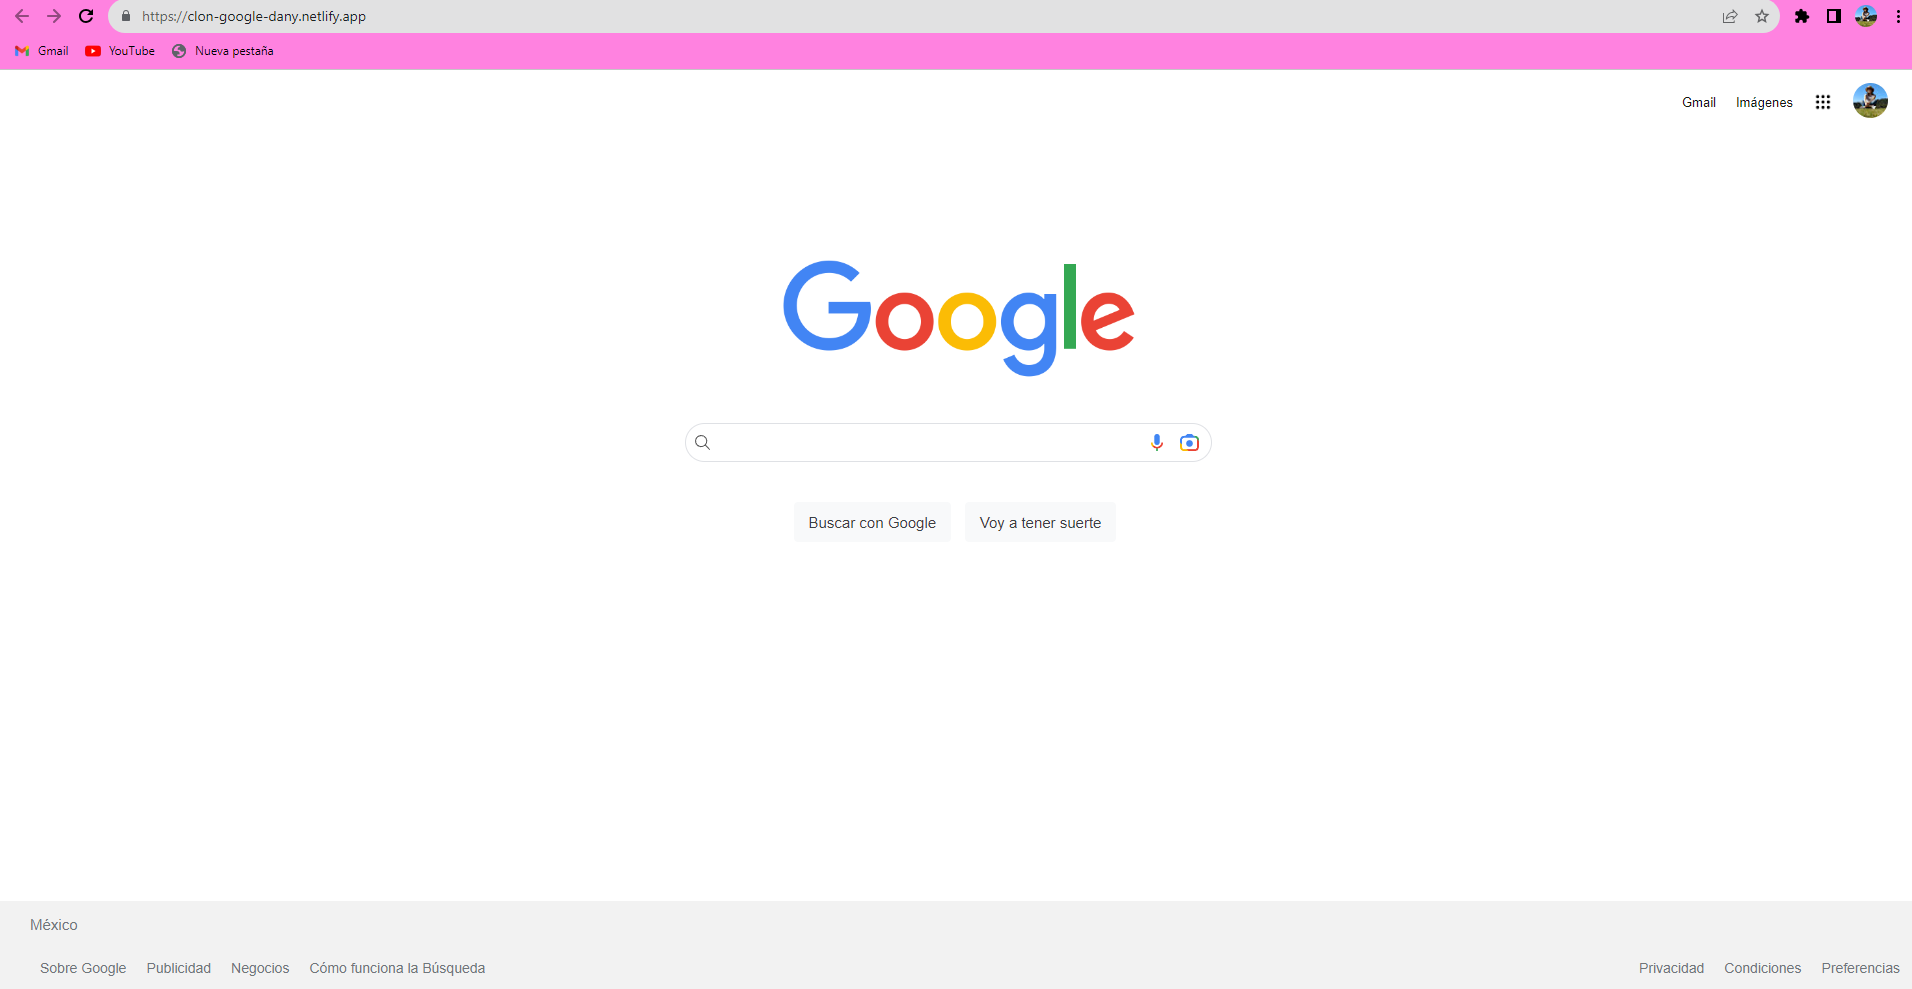 https://clon-google-dany.netlify.app
Gmail YouTube Nueva pestaña
Gmail Imágenes
Google
Buscar con Google Voy a tener suerte
México
Sobre Google Publicidad Negocios Cómo funciona la Búsqueda Privacidad Condiciones Preferencias